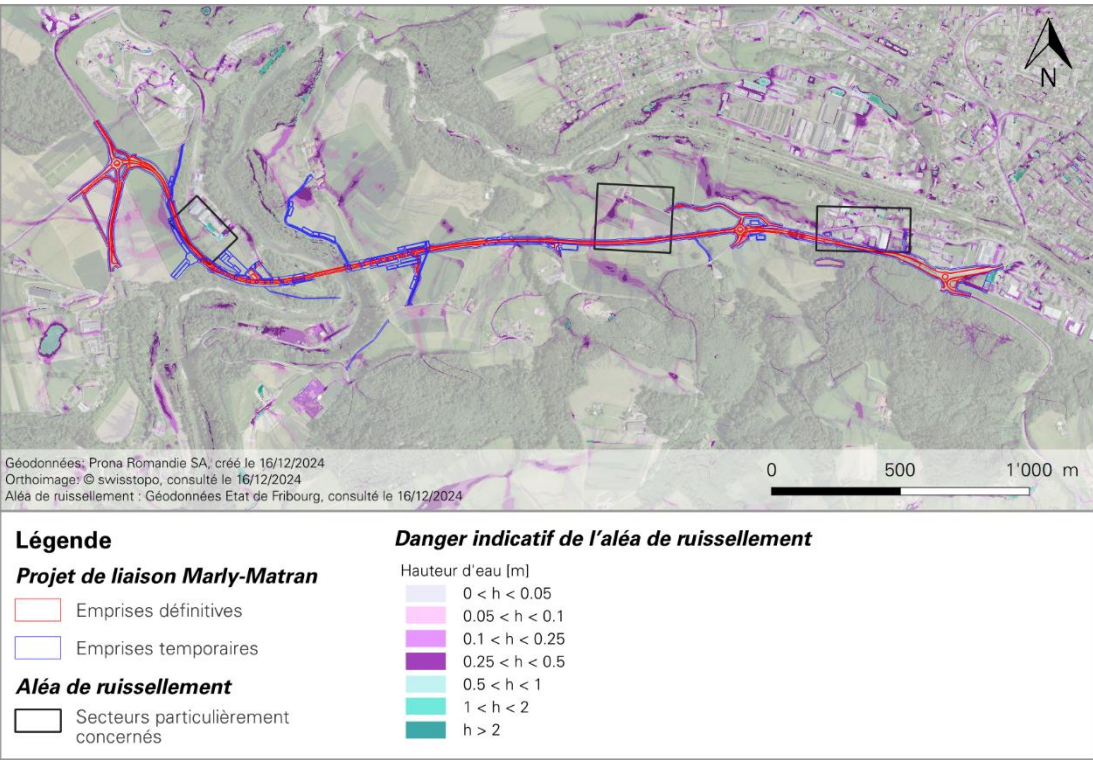 N
Géodonnées: Prona Romandie SA, créé le 16/12/2024
Orthoimage: © swisstopo, consulté le 16/12/2024
Aléa de ruissellement : Géodonnées Etat de Fribourg, consulté le 16/12/2024
0 500 1'000 m
Légende
Projet de liaison Marly-Matran
Emprises définitives
Emprises temporaires
Aléa de ruissellement
Secteurs particulièrement
concernés
Danger indicatif de l'aléa de ruissellement
Hauteur d'eau [m]
0 < h < 0.05
0.05 < h < 0.1
0.1 < h < 0.25
0.25 < h < 0.5
0.5 < h < 1
1 < h < 2
h > 2